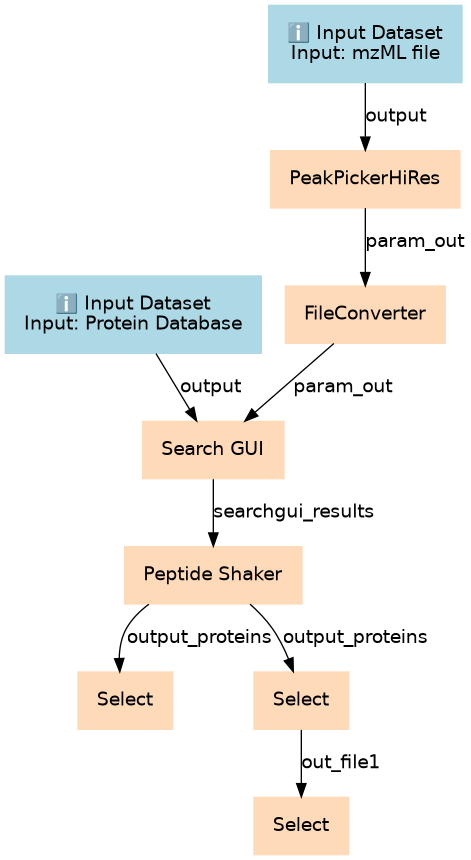 ℹ️ Input Dataset
Input: mzML file
output
PeakPickerHiRes
param_out
FileConverter
ℹ️ Input Dataset
Input: Protein Database
output
param_out
Search GUI
searchgui_results
Peptide Shaker
output_proteins
output_proteins
Select
Select
out_file1
Select